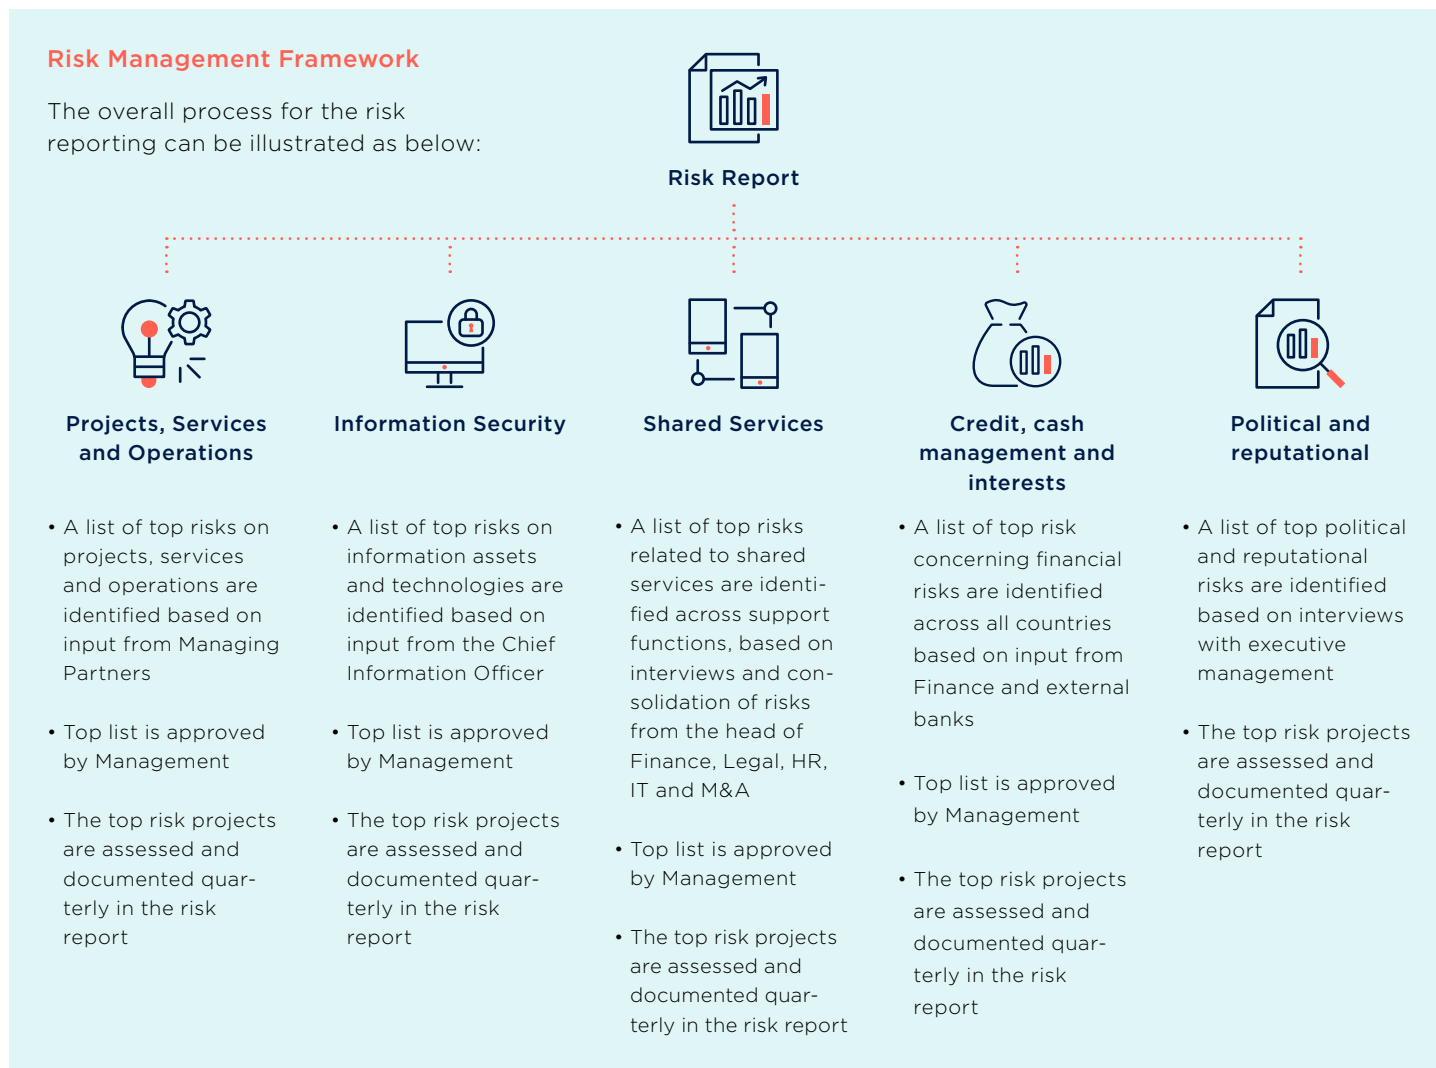 Risk Management Framework
The overall process for the risk
reporting can be illustrated as below:
Risk Report
Projects, Services
and Operations
• A list of top risks on
projects, services
and operations are
identified based on
input from Managing
Partners
• Top list is approved
by Management
• The top risk projects
are assessed and
documented quar-
terly in the risk
report
Information Security
• A list of top risks on
information assets
and technologies are
identified based on
input from the Chief
Information Officer
• Top list is approved
by Management
• The top risk projects
are assessed and
documented quar-
terly in the risk
report
Shared Services
• A list of top risks
related to shared
services are identi-
fied across support
functions, based on
interviews and con-
solidation of risks
from the head of
Finance, Legal, HR,
IT and M&A
• Top list is approved
by Management
• The top risk projects
are assessed and
documented quar-
terly in the risk report
Credit, cash
management and
interests
• A list of top risk
concerning financial
risks are identified
across all countries
based on input from
Finance and external
banks
• Top list is approved
by Management
• The top risk projects
are assessed and
documented quar-
terly in the risk
report
Political and
reputational
• A list of top political
and reputational
risks are identified
based on interviews
with executive
management
• The top risk projects
are assessed and
documented quar-
terly in the risk
report